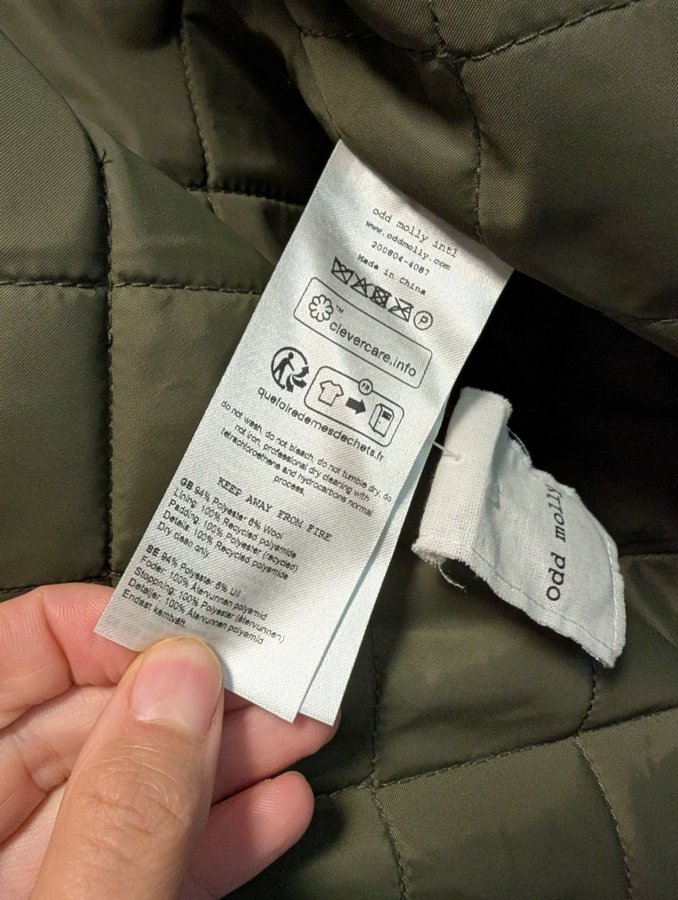 odd molly intl
www.oddmolly.com
200804-4087
Made in China
P
™
clevercare.info
FR
quefairedemesdechets.fr
do not wash, do not bleach, do not tumble dry, do
not iron, professional dry cleaning with
tetrachloroethene and hydrocarbons normal
process.
KEEP AWAY FROM FIRE
GB 94% Polyester 6% Wool
Lining: 100% Recycled polyamide
Padding: 100% Polyester (recycled)
Details: 100% Recycled polyamide
Dry clean only.
SE 94% Polyester 6% Ull
Foder: 100% Återvunnen polyamid
Stoppning: 100% Polyester (återvunnen)
Detaljer: 100% Återvunnen polyamid
Endast kemtvätt.
odd molly